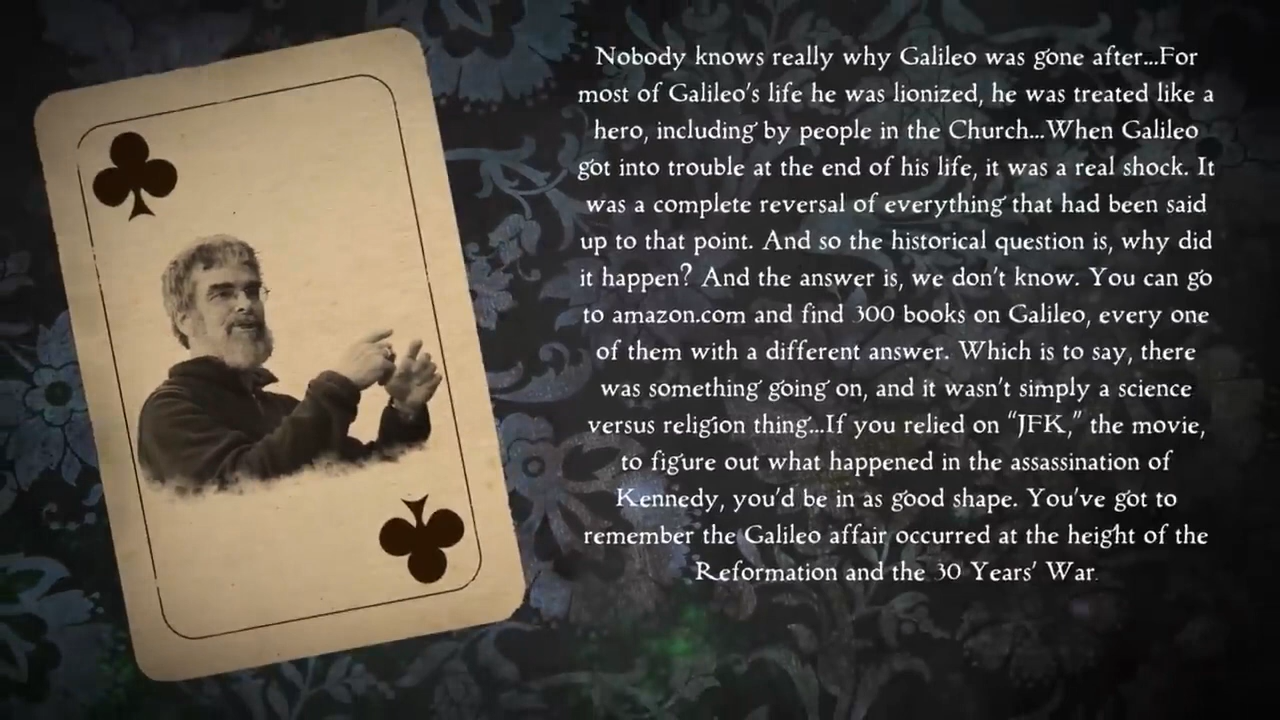 Nobody knows really why Galileo was gone after...For
most of Galileo's life he was lionized, he was treated like a
hero, including by people in the Church...When Galileo
got into trouble at the end of his life, it was a real shock. It
was a complete reversal of everything that had been said
up to that point. And so the historical question is, why did
it happen? And the answer is, we don't know. You can go
to amazon.com and find 300 books on Galileo, every one
of them with a different answer. Which is to say, there
was something going on, and it wasn't simply a science
versus religion thing...If you relied on "JFK," the movie,
to figure out what happened in the assassination of
Kennedy, you'd be in as good shape. You've got to
remember the Galileo affair occurred at the height of the
Reformation and the 30 Years' War.